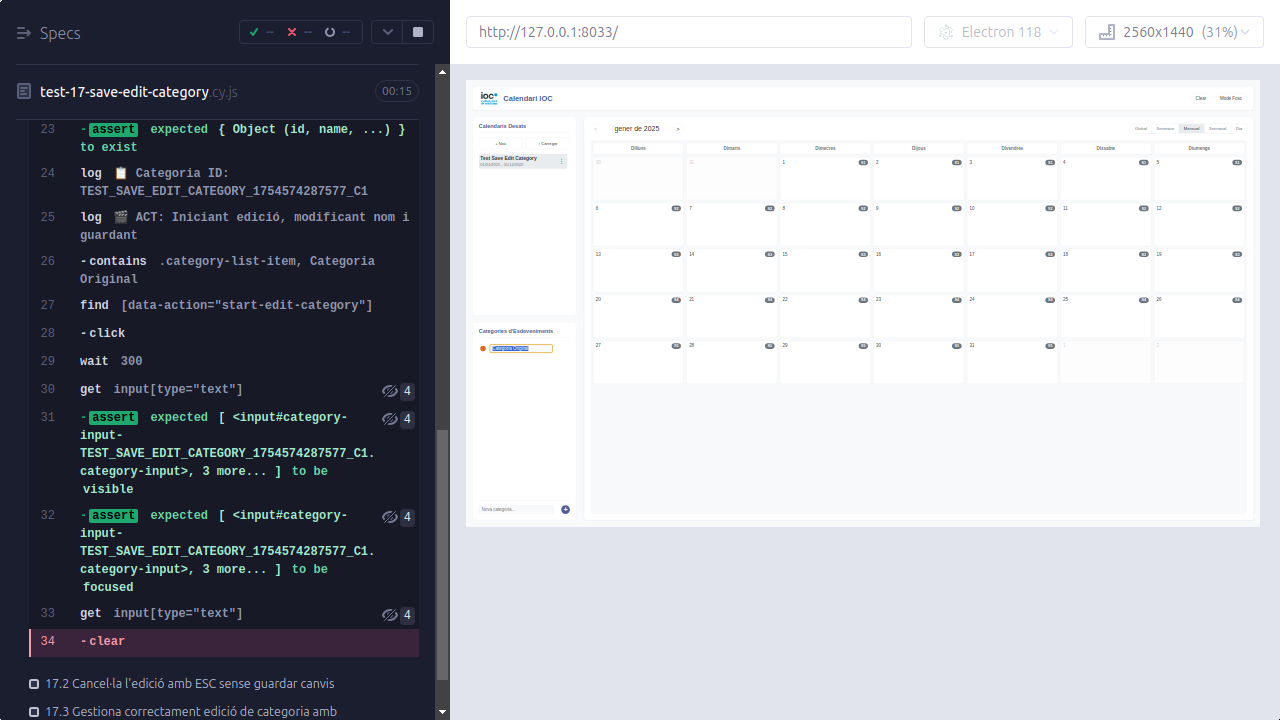 Specs
--
--
--
http://127.0.0.1:8033/
Electron 118
2560x1440 (31%)
test-17-save-edit-category.cy.js
00:15
23 -assert expected { Object (id, name, ...) }
to exist
24 log 📋 Categoria ID:
TEST_SAVE_EDIT_CATEGORY_1754574287577_C1
25 log 🎬 ACT: Iniciant edició, modificant nom i
guardant
26 -contains .category-list-item, Categoria
Original
27 find [data-action="start-edit-category"]
28 -click
29 wait 300
30 get input[type="text"] 4
31 -assert expected [ <input#category-
input-
TEST_SAVE_EDIT_CATEGORY_1754574287577_C1.
category-input>, 3 more... ] to be
visible
4
32 -assert expected [ <input#category-
input-
TEST_SAVE_EDIT_CATEGORY_1754574287577_C1.
category-input>, 3 more... ] to be
focused
4
33 get input[type="text"] 4
34 -clear
17.2 Cancel·la l'edició amb ESC sense guardar canvis
17.3 Gestiona correctament edició de categoria amb
ioc
Calendari IOC
Clear
Mode Fosc
Calendaris Desats
+ Nou
Carregar
Test Save Edit Category
Categories d'Esdeveniments
Categoria Original
Nova categoria...
+
< gener de 2025 >
Global Semestre Mensual Setmanal Dia
Dilluns Dimarts Dimecres Dijous Divendres Dissabte Diumenge
30 31 1 2 3 4 5
6 7 8 9 10 11 12
13 14 15 16 17 18 19
20 21 22 23 24 25 26
27 28 29 30 31 1 2